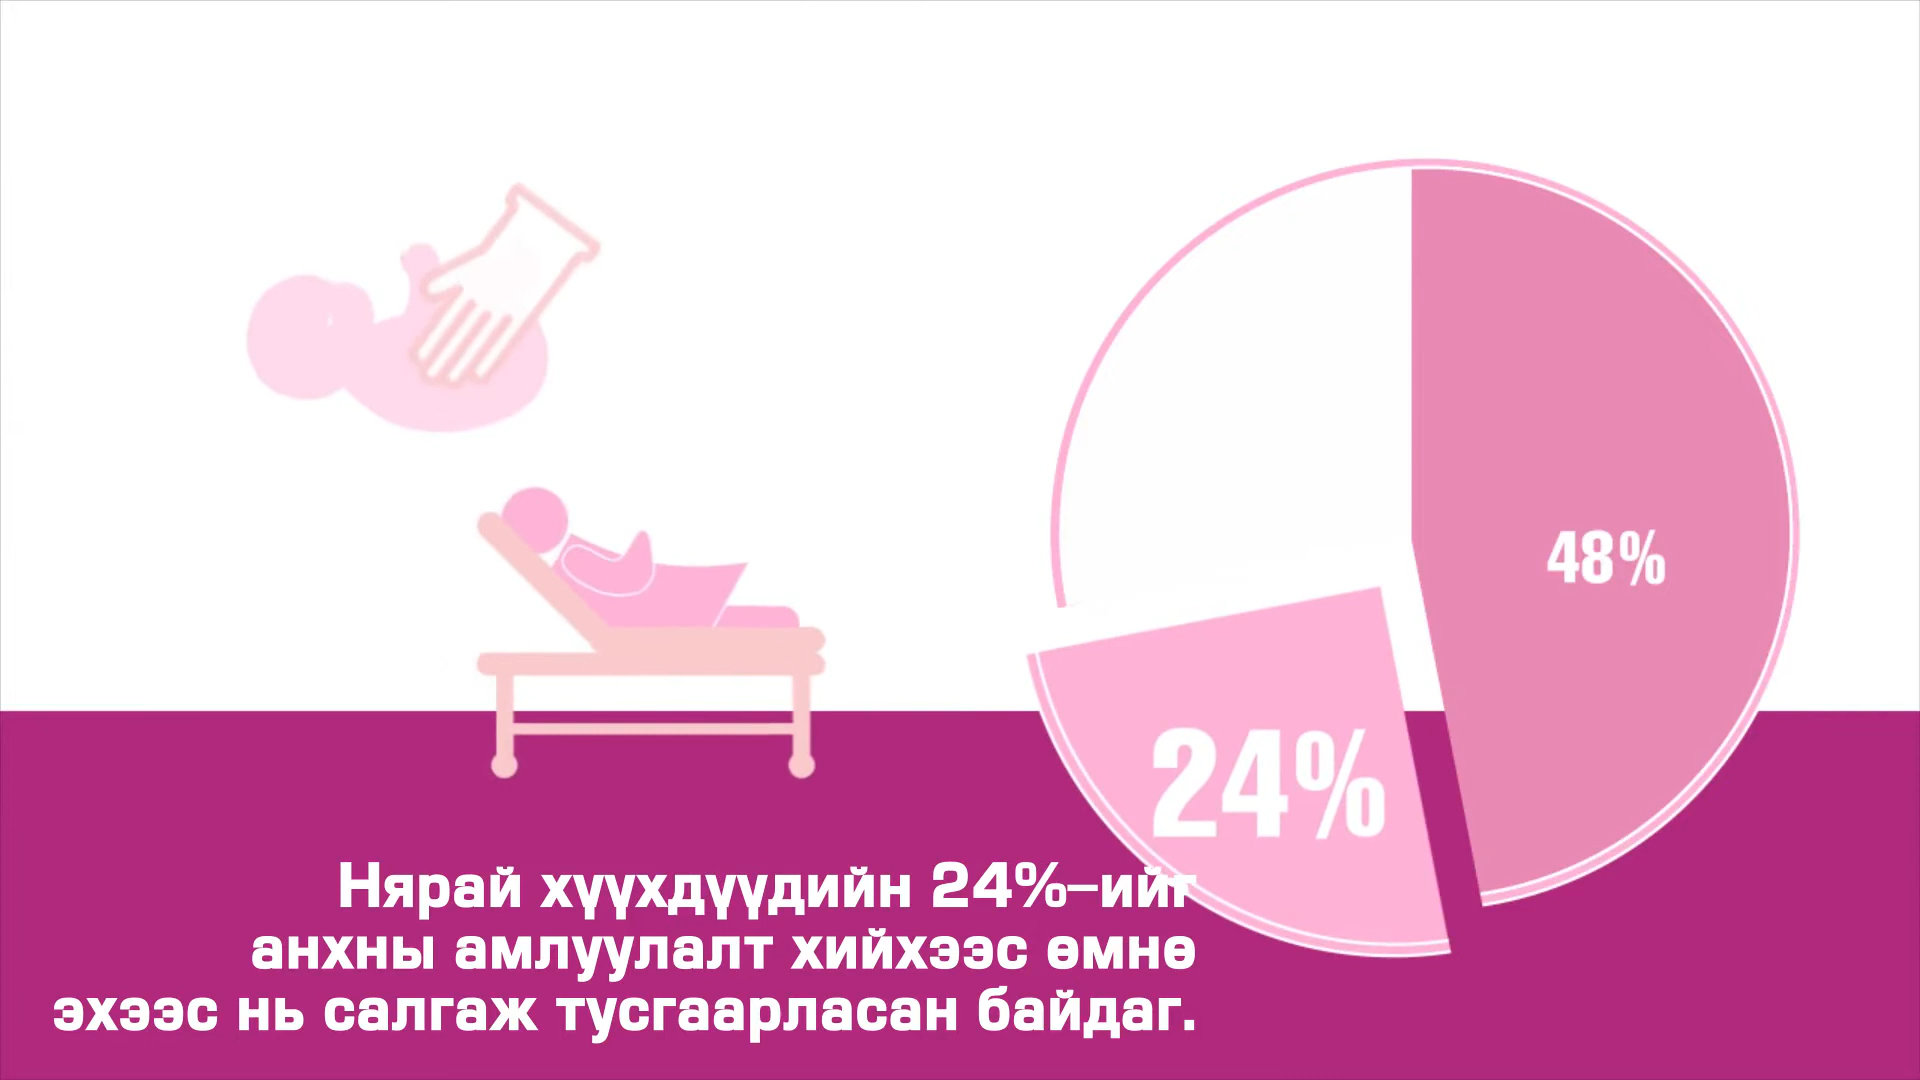 48%
24%
Нярай хүүхдүүдийн 24%-ийг
анхны амлуулалт хийхээс өмнө
эхээс нь салгаж тусгаарласан байдаг.